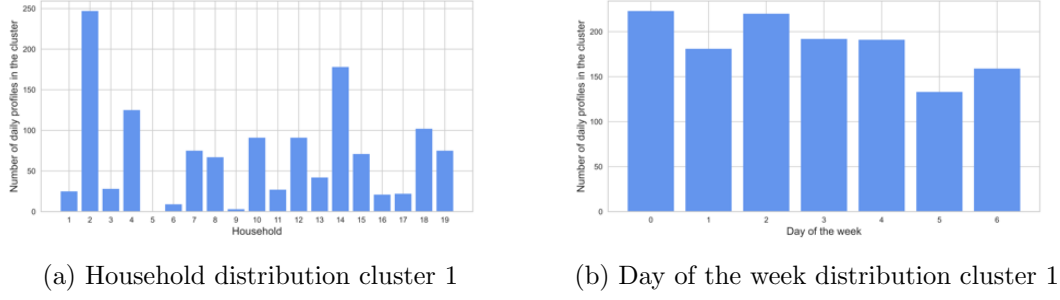 Number of daily profiles in the cluster
250
200
150
100
50
0
1 2 3 4 5 6 7 8 9 10 11 12 13 14 15 16 17 18 19
Household
(a) Household distribution cluster 1
Number of daily profiles in the cluster
200
150
100
50
0
0 1 2 3 4 5 6
Day of the week
(b) Day of the week distribution cluster 1